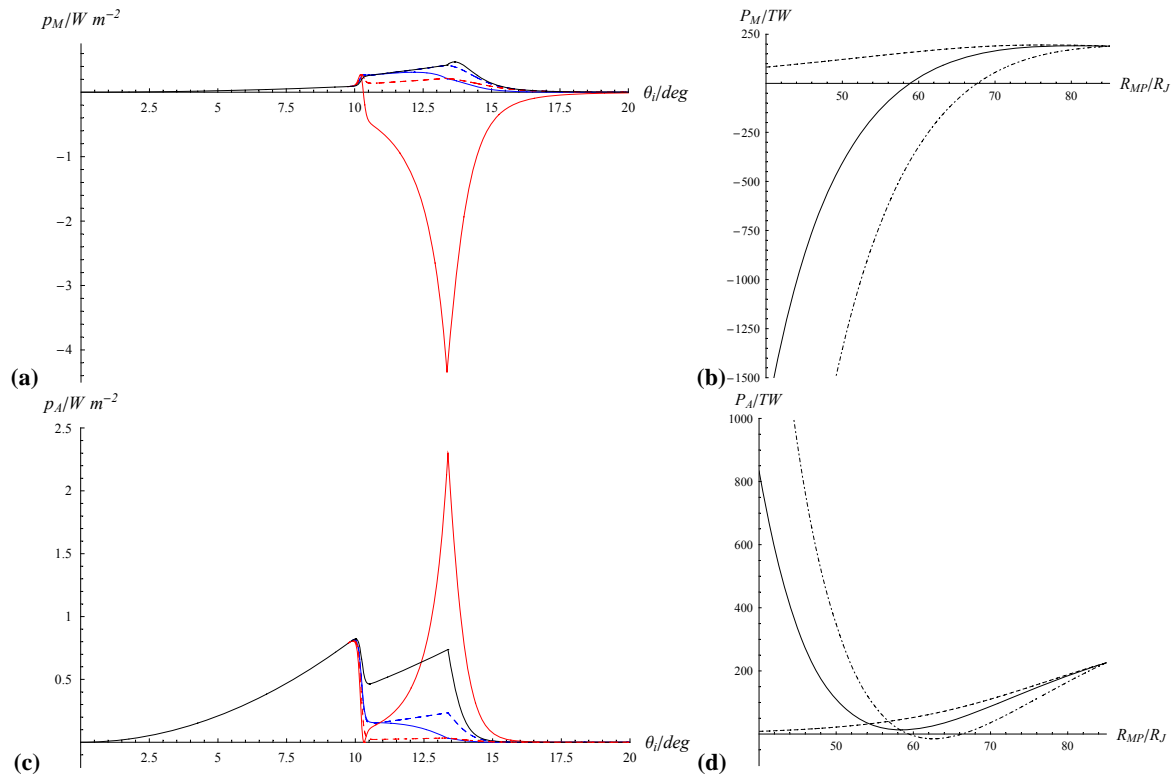 p_M/W m⁻²
2.5 5 7.5 10 12.5 15 17.5 20
θ_i/deg
−1
−2
−3
−4
(a)
P_M/TW
250
50 60 70 80
R_MP/R_J
−250
−500
−750
−1000
−1250
−1500
(b)
p_A/W m⁻²
2.5
2
1.5
1
0.5
2.5 5 7.5 10 12.5 15 17.5 20
θ_i/deg
(c)
P_A/TW
1000
800
600
400
200
50 60 70 80
R_MP/R_J
(d)